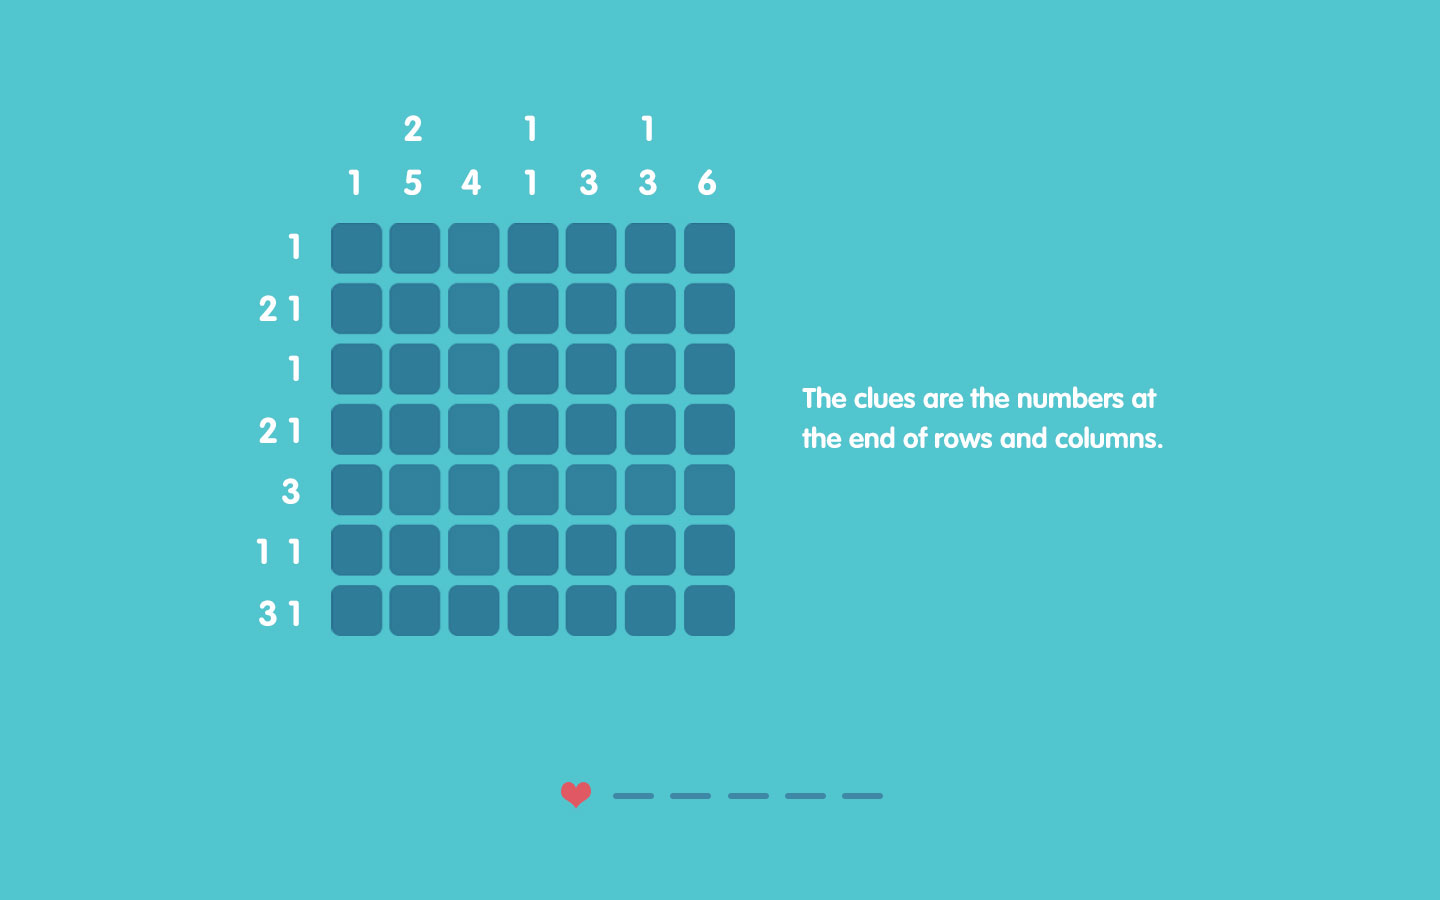 2 1 1
1 5 4 1 3 3 6
1
2 1
1
2 1
3
1 1
3 1
The clues are the numbers at
the end of rows and columns.